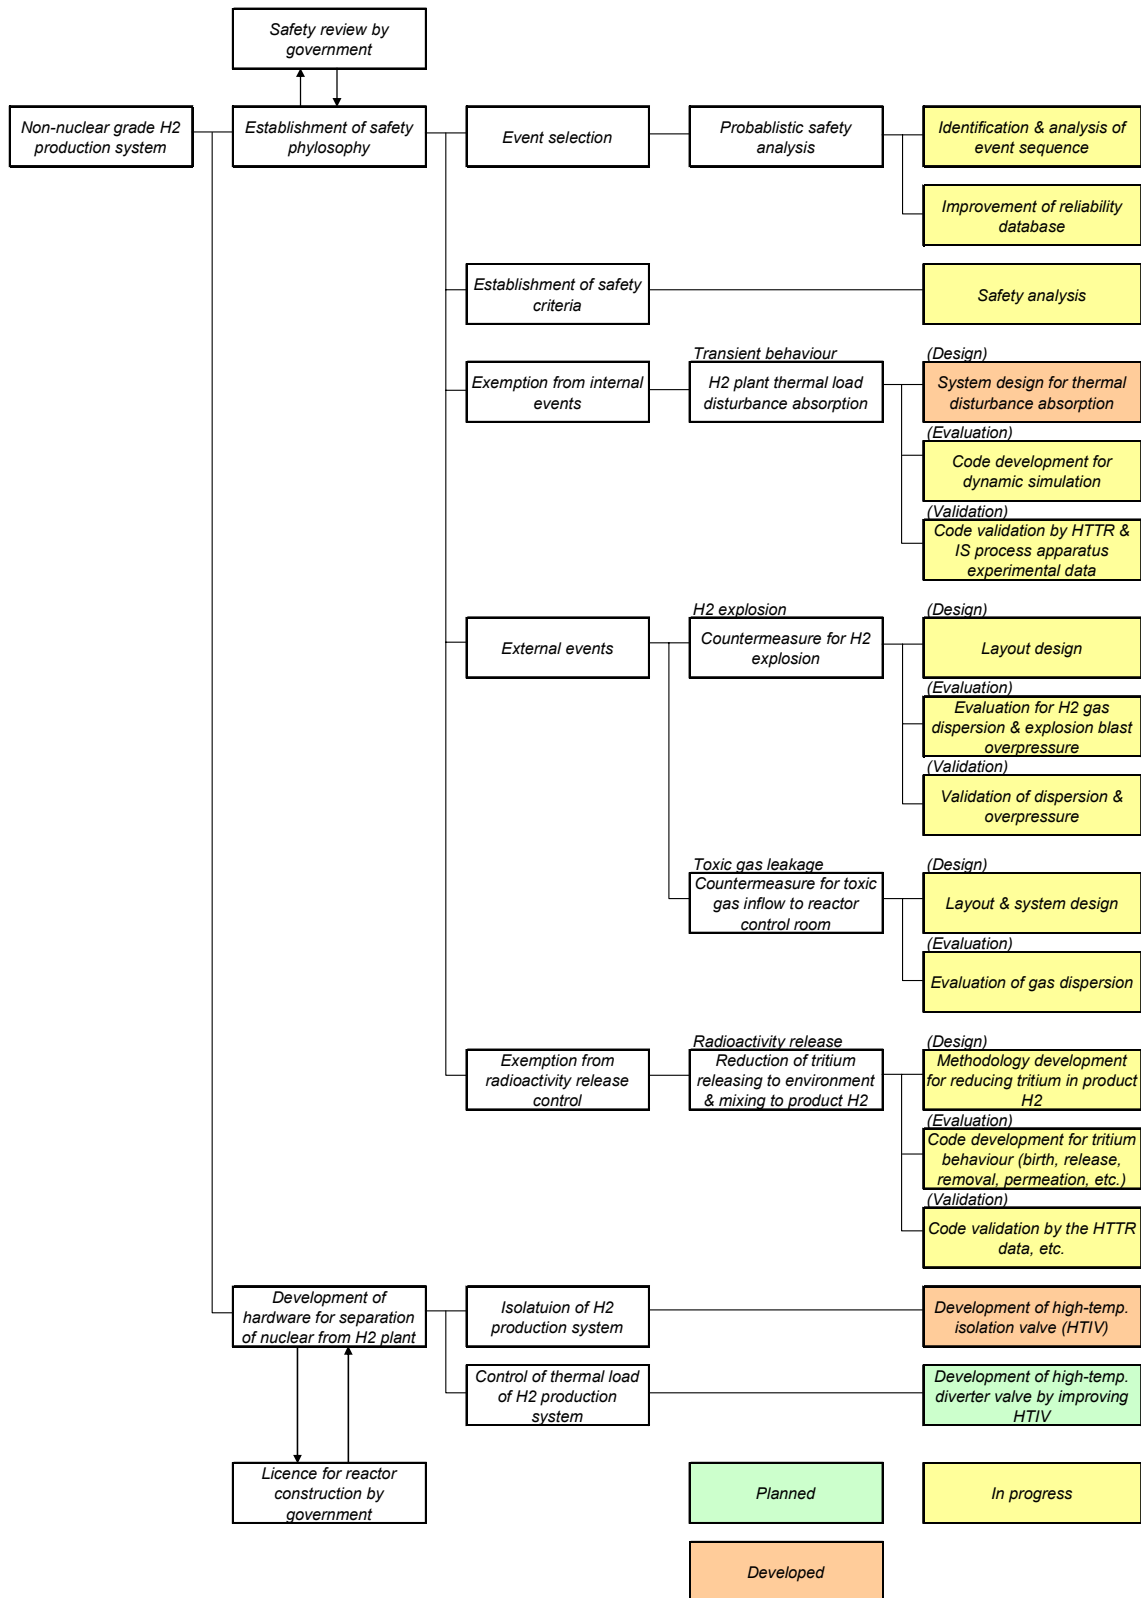 Safety review by
government
Non-nuclear grade H2
production system
Establishment of safety
phylosophy
Event selection
Probablistic safety
analysis
Identification & analysis of
event sequence
Improvement of reliability
database
Establishment of safety
criteria
Safety analysis
Exemption from internal
events
Transient behaviour
H2 plant thermal load
disturbance absorption
(Design)
System design for thermal
disturbance absorption
(Evaluation)
Code development for
dynamic simulation
(Validation)
Code validation by HTTR &
IS process apparatus
experimental data
External events
H2 explosion
Countermeasure for H2
explosion
(Design)
Layout design
(Evaluation)
Evaluation for H2 gas
dispersion & explosion blast
overpressure
(Validation)
Validation of dispersion &
overpressure
Toxic gas leakage
Countermeasure for toxic
gas inflow to reactor
control room
(Design)
Layout & system design
(Evaluation)
Evaluation of gas dispersion
Exemption from
radioactivity release
control
Radioactivity release
Reduction of tritium
releasing to environment
& mixing to product H2
(Design)
Methodology development
for reducing tritium in product
H2
(Evaluation)
Code development for tritium
behaviour (birth, release,
removal, permeation, etc.)
(Validation)
Code validation by the HTTR
data, etc.
Development of
hardware for separation
of nuclear from H2 plant
Isolatuion of H2
production system
Development of high-temp.
isolation valve (HTIV)
Control of thermal load
of H2 production
system
Development of high-temp.
diverter valve by improving
HTIV
Licence for reactor
construction by
government
Planned
In progress
Developed